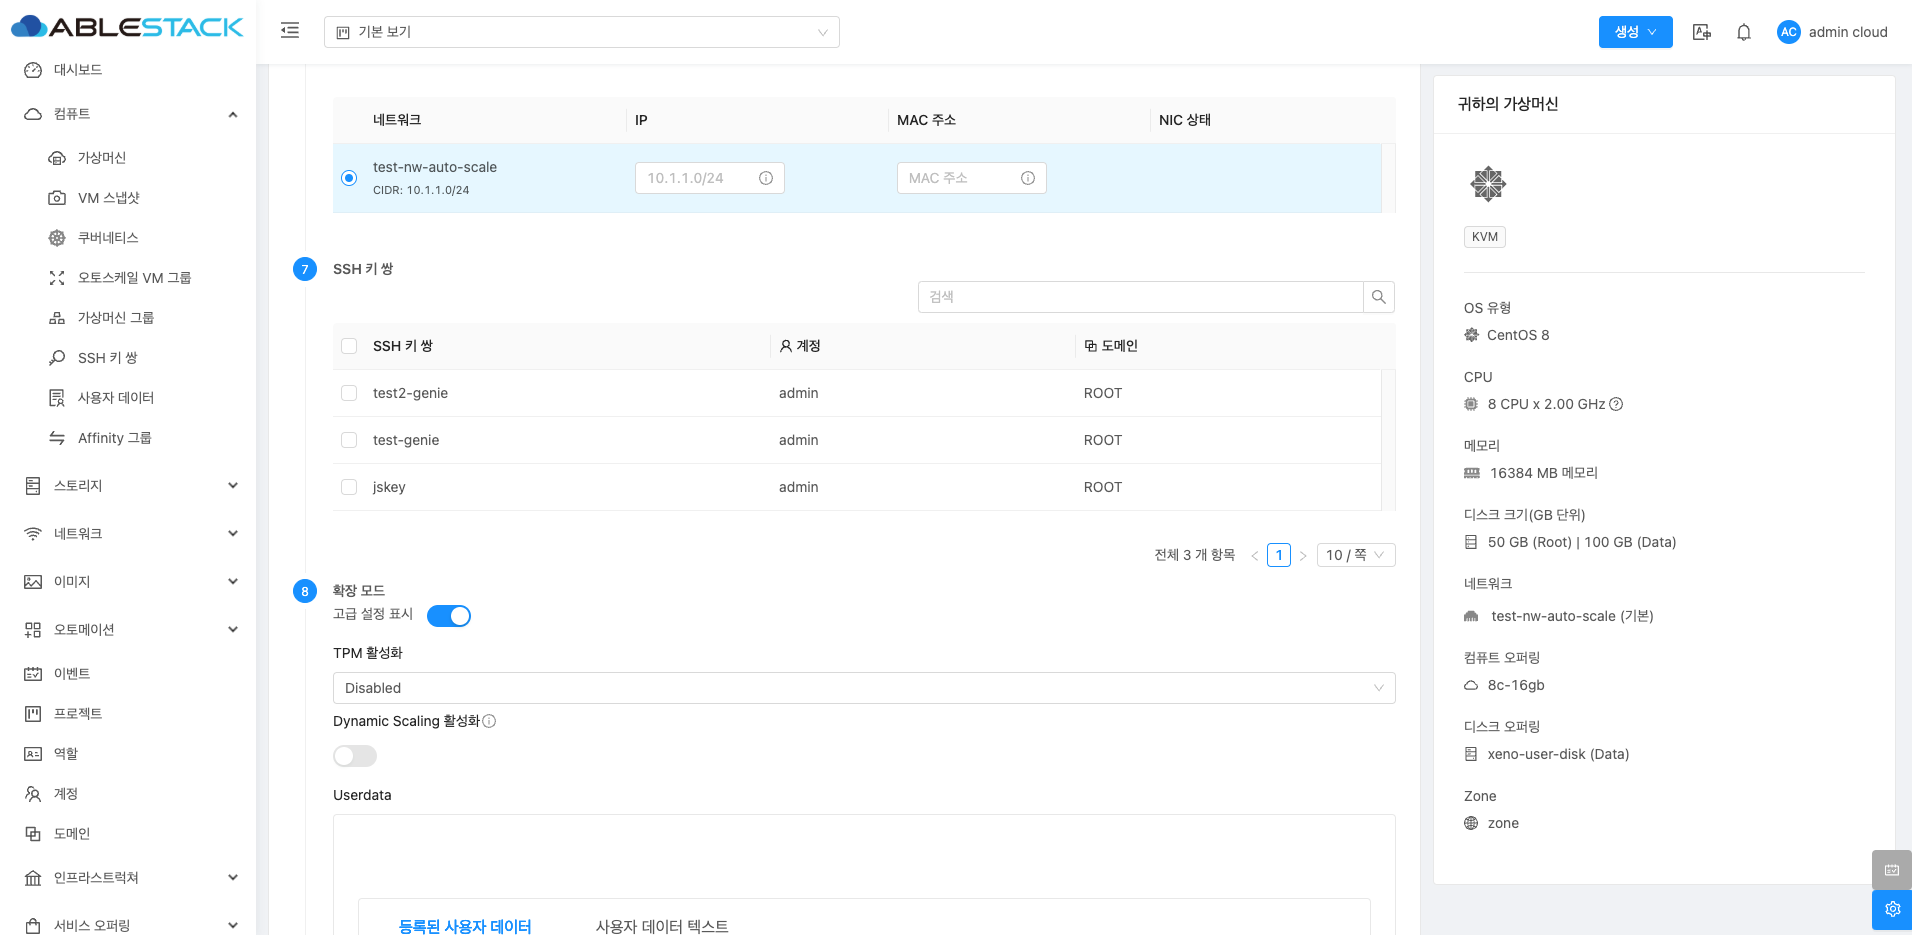 ABLESTACK
기본 보기
생성
AC
admin cloud
대시보드
컴퓨트
가상머신
VM 스냅샷
쿠버네티스
오토스케일 VM 그룹
가상머신 그룹
SSH 키 쌍
사용자 데이터
Affinity 그룹
스토리지
네트워크
이미지
오토메이션
이벤트
프로젝트
역할
계정
도메인
인프라스트럭쳐
서비스 오퍼링
네트워크 IP MAC 주소 NIC 상태
test-nw-auto-scale
CIDR: 10.1.1.0/24
10.1.1.0/24
MAC 주소
7 SSH 키 쌍
검색
SSH 키 쌍 계정 도메인
test2-genie admin ROOT
test-genie admin ROOT
jskey admin ROOT
전체 3 개 항목 1 10 / 쪽
8 확장 모드
고급 설정 표시
TPM 활성화
Disabled
Dynamic Scaling 활성화
Userdata
등록된 사용자 데이터 사용자 데이터 텍스트
귀하의 가상머신
KVM
OS 유형
CentOS 8
CPU
8 CPU x 2.00 GHz
메모리
16384 MB 메모리
디스크 크기(GB 단위)
50 GB (Root) | 100 GB (Data)
네트워크
test-nw-auto-scale (기본)
컴퓨트 오퍼링
8c-16gb
디스크 오퍼링
xeno-user-disk (Data)
Zone
zone